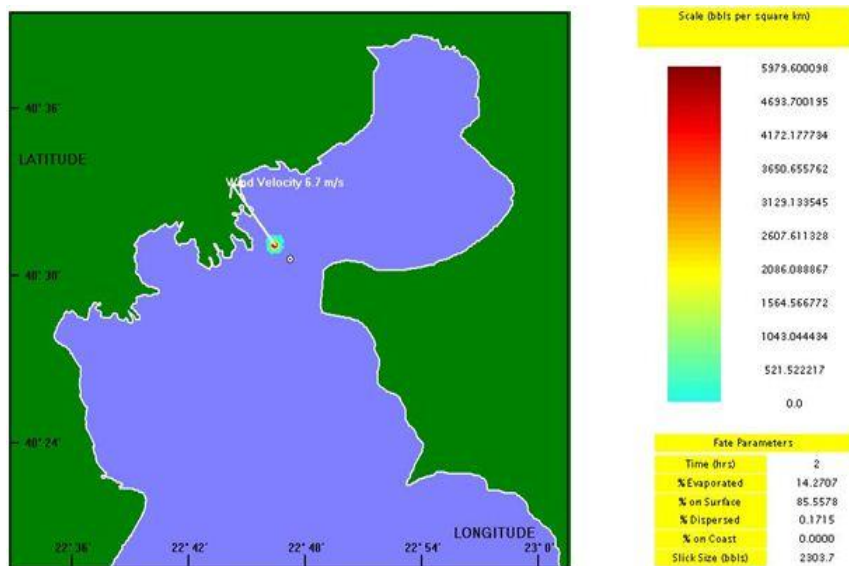 Scale (bbls per square km)
5979.600098
4693.700195
4172.177734
3650.655762
3129.133545
2607.611328
2086.088867
1564.566772
1043.044434
521.522217
0.0
40° 36'
LATITUDE
Wind Velocity 6.7 m/s
40° 30'
40° 24'
LONGITUDE
22° 36' 22° 42' 22° 48' 22° 54' 23° 0'
Fate Parameters
Time (hrs) 2
% Evaporated 14.2707
% on Surface 85.5578
% Dispersed 0.1715
% on Coast 0.0000
Slick Size (bbls) 2303.7